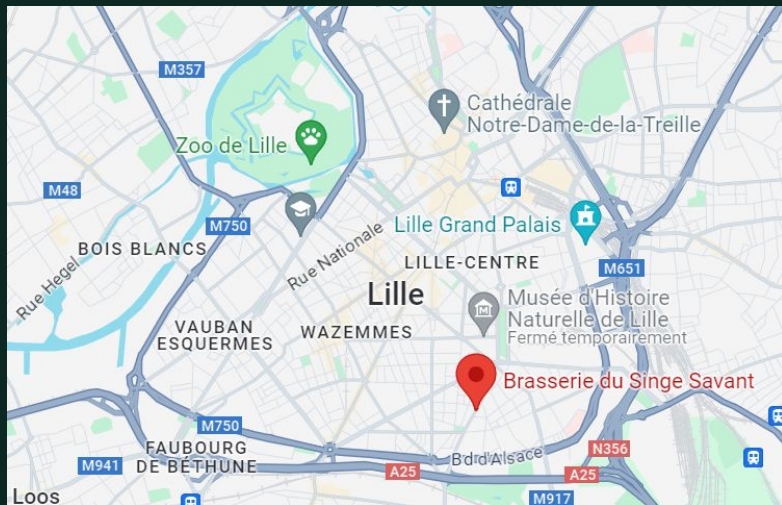 M357
Cathédrale
Notre-Dame-de-la-Treille
Zoo de Lille
M48
M750
Lille Grand Palais
BOIS BLANCS
Rue Nationale
LILLE-CENTRE
M651
Rue Hegel
Lille
Musée d'Histoire
Naturelle de Lille
Fermé temporairement
VAUBAN
ESQUERMES
WAZEMMES
Brasserie du Singe Savant
M750
FAUBOURG
DE BÉTHUNE
Bd d'Alsace
N356
M941
A25
A25
Loos
M917